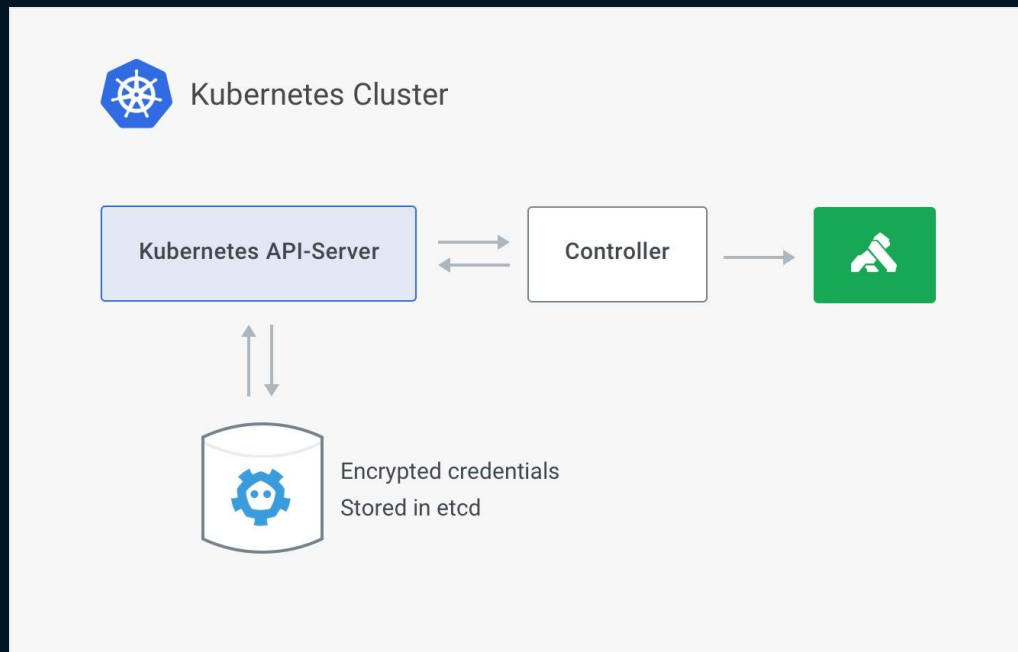 Kubernetes Cluster
Kubernetes API-Server
Controller
Encrypted credentials
Stored in etcd